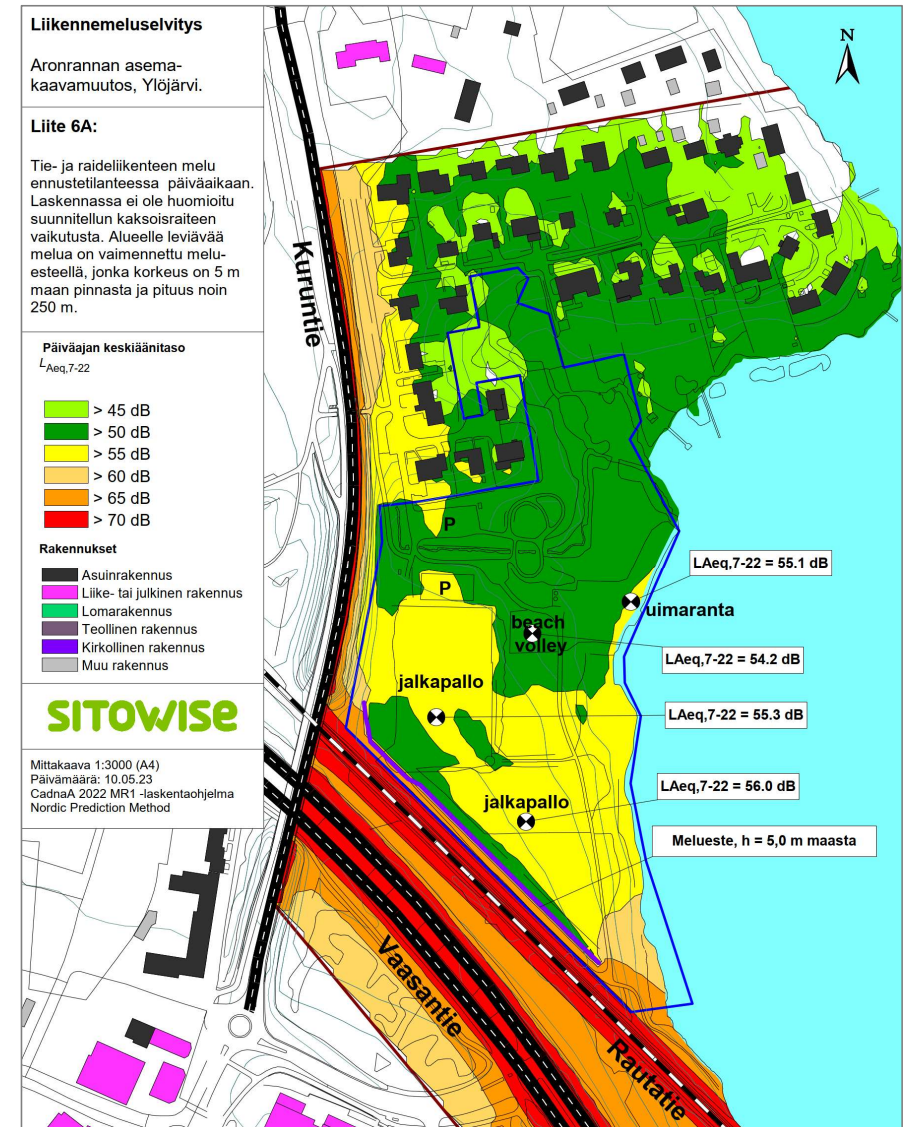 Liikennemeluselvitys
Aronrannan asema-
kaavamuutos, Ylöjärvi.
Liite 6A:
Tie- ja raideliikenteen melu
ennustetilanteessa päiväaikaan.
Laskennassa ei ole huomioitu
suunnitellun kaksoisraiteen
vaikutusta. Alueelle leviävää
melua on vaimennettu melu-
esteellä, jonka korkeus on 5 m
maan pinnasta ja pituus noin
250 m.
Päiväajan keskiäänitaso
LAeq,7-22
> 45 dB
> 50 dB
> 55 dB
> 60 dB
> 65 dB
> 70 dB
Rakennukset
Asuinrakennus
Liike- tai julkinen rakennus
Lomarakennus
Teollinen rakennus
Kirkollinen rakennus
Muu rakennus
SITOWISE
Mittakaava 1:3000 (A4)
Päivämäärä: 10.05.23
CadnaA 2022 MR1 -laskentaohjelma
Nordic Prediction Method
N
Kuruntie
P
LAeq,7-22 = 55.1 dB
P
uimaranta
beach
volley
LAeq,7-22 = 54.2 dB
jalkapallo
LAeq,7-22 = 55.3 dB
LAeq,7-22 = 56.0 dB
jalkapallo
Melueste, h = 5,0 m maasta
Vaasantie
Rautatie